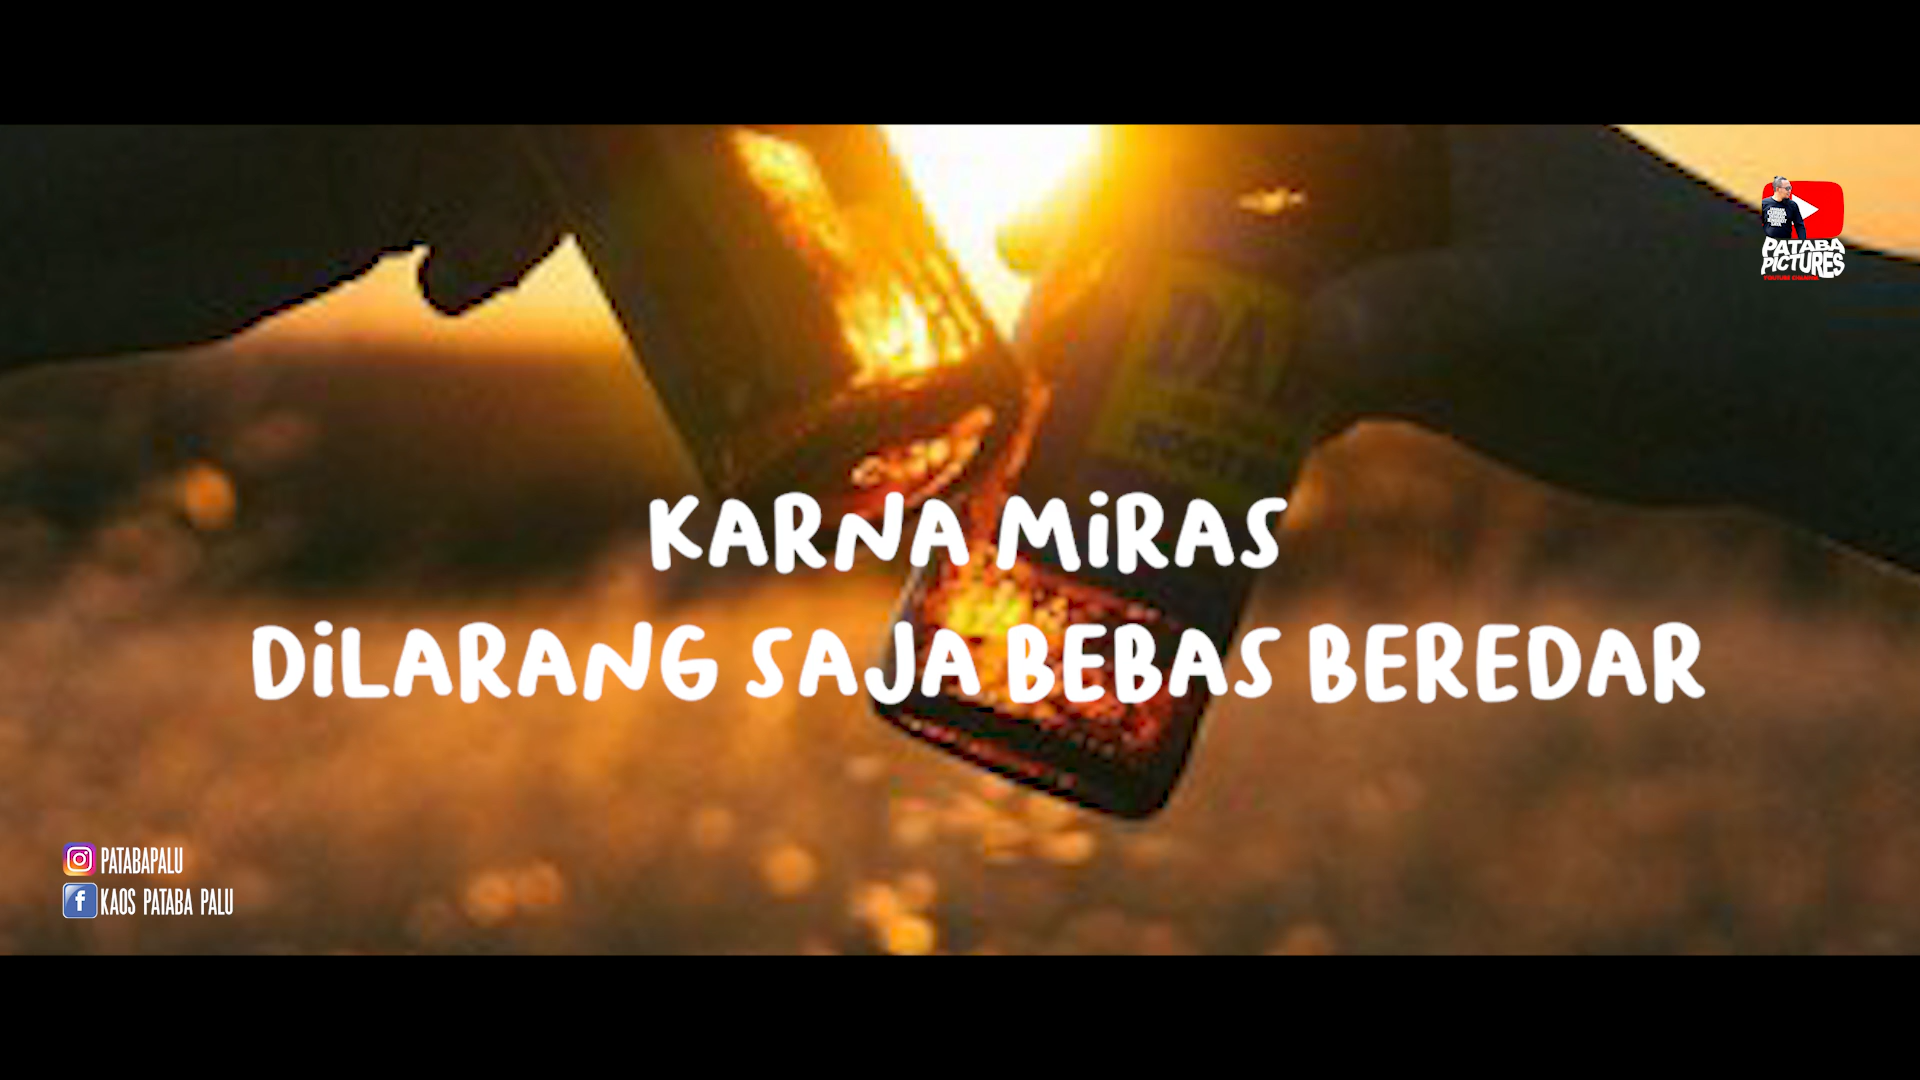 PATABA
PICTURES
KARNA MiRAS
DiLARANG SAJA BEBAS BEREDAR
PATABAPALU
KAOS PATABA PALU